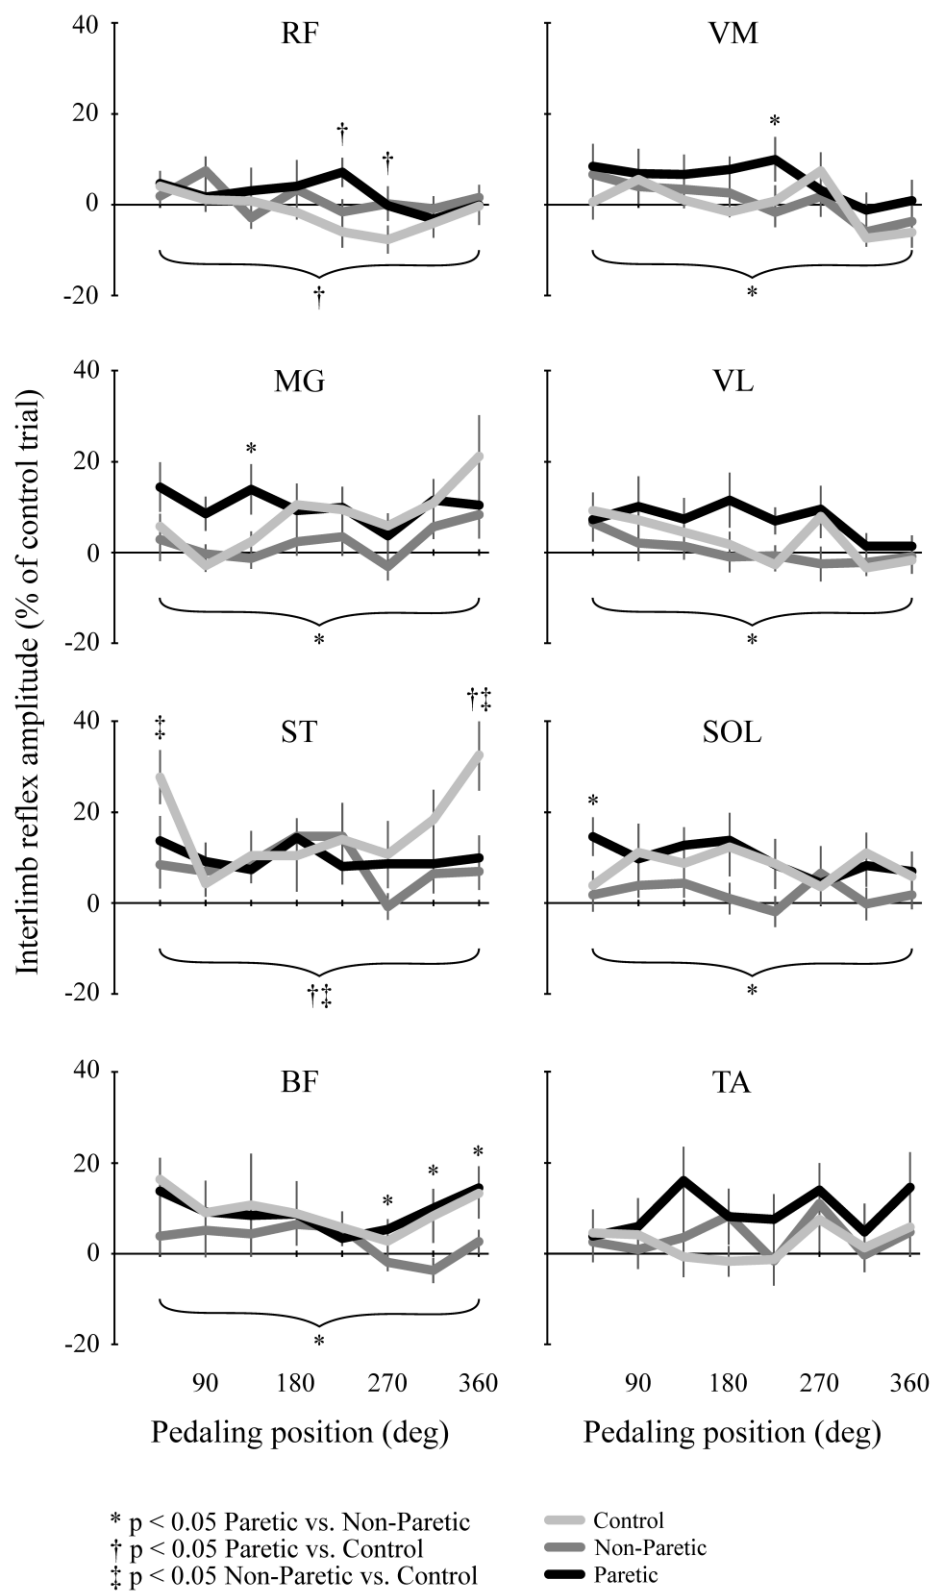 Interlimb reflex amplitude (% of control trial)
RF
40
20
0
-20
†
†
†
VM
*
*
MG
40
20
0
-20
*
*
VL
*
ST
40
20
0
-20
‡
†‡
†‡
SOL
*
*
BF
40
20
0
-20
*
*
*
*
90 180 270 360
Pedaling position (deg)
TA
90 180 270 360
Pedaling position (deg)
* p < 0.05 Paretic vs. Non-Paretic
† p < 0.05 Paretic vs. Control
‡ p < 0.05 Non-Paretic vs. Control
Control
Non-Paretic
Paretic